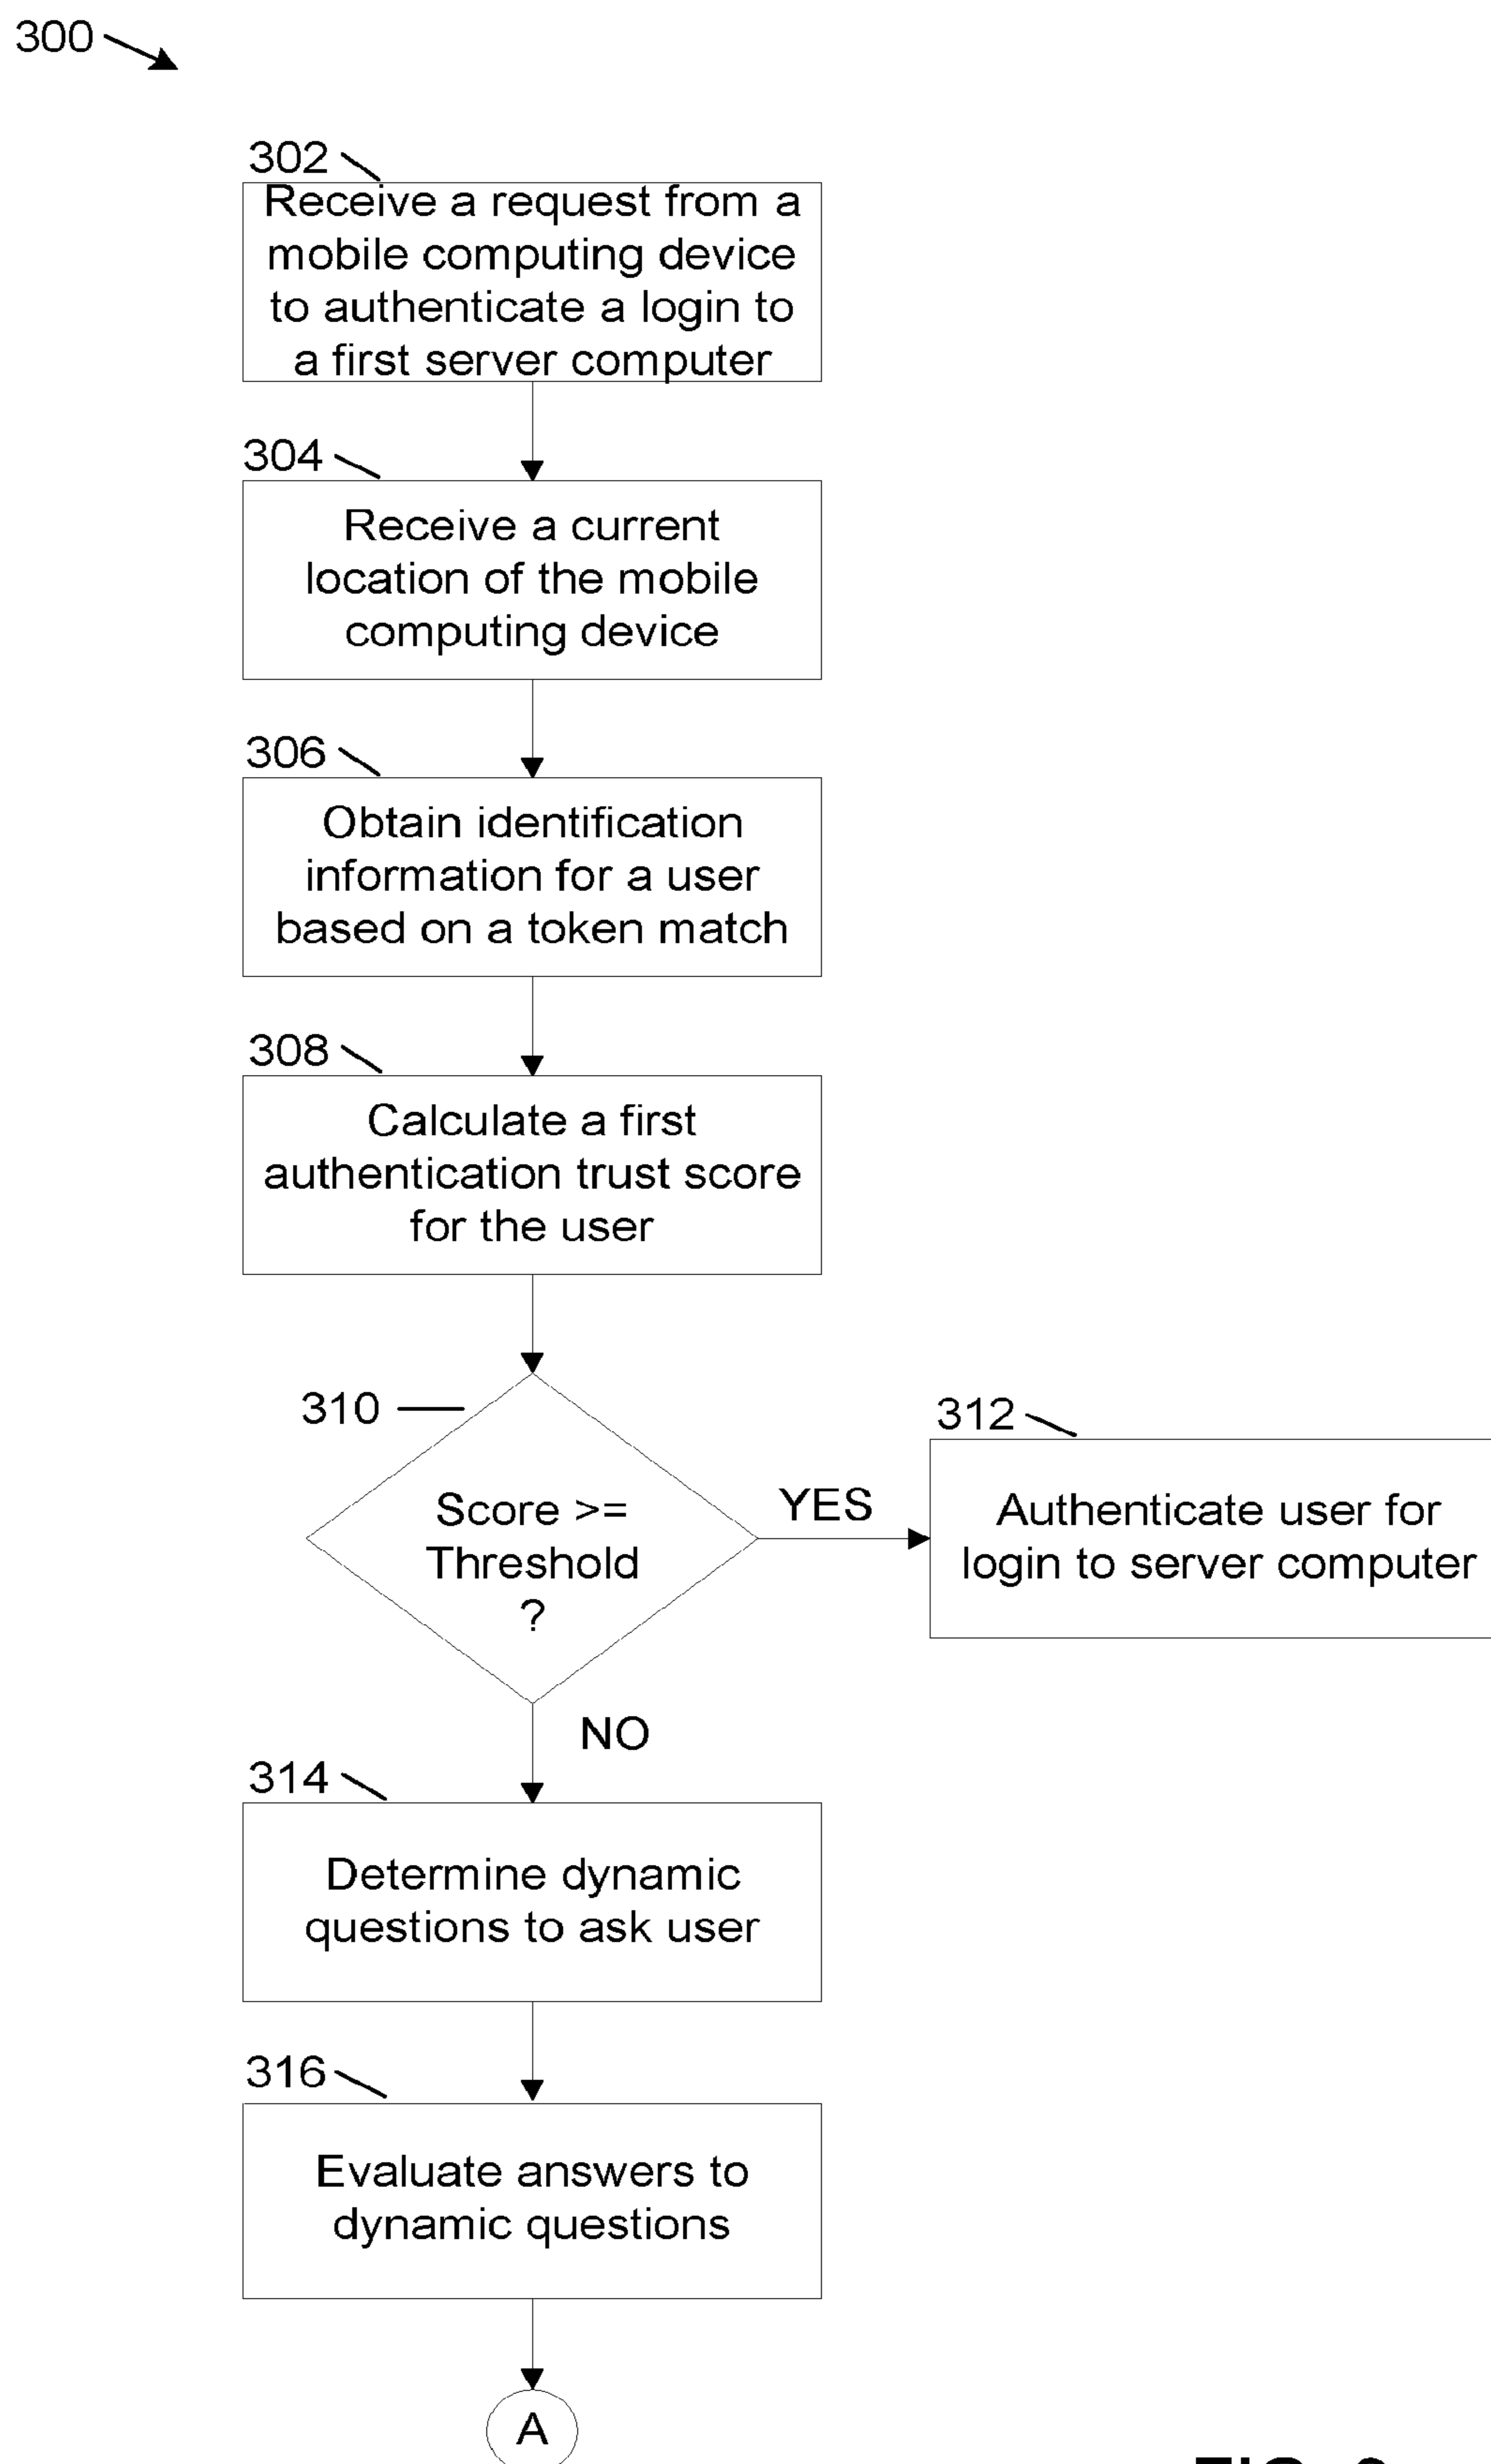 300
302
Receive a request from a
mobile computing device
to authenticate a login to
a first server computer
304
Receive a current
location of the mobile
computing device
306
Obtain identification
information for a user
based on a token match
308
Calculate a first
authentication trust score
for the user
310
Score >=
Threshold
?
YES
312
Authenticate user for
login to server computer
NO
314
Determine dynamic
questions to ask user
316
Evaluate answers to
dynamic questions
A